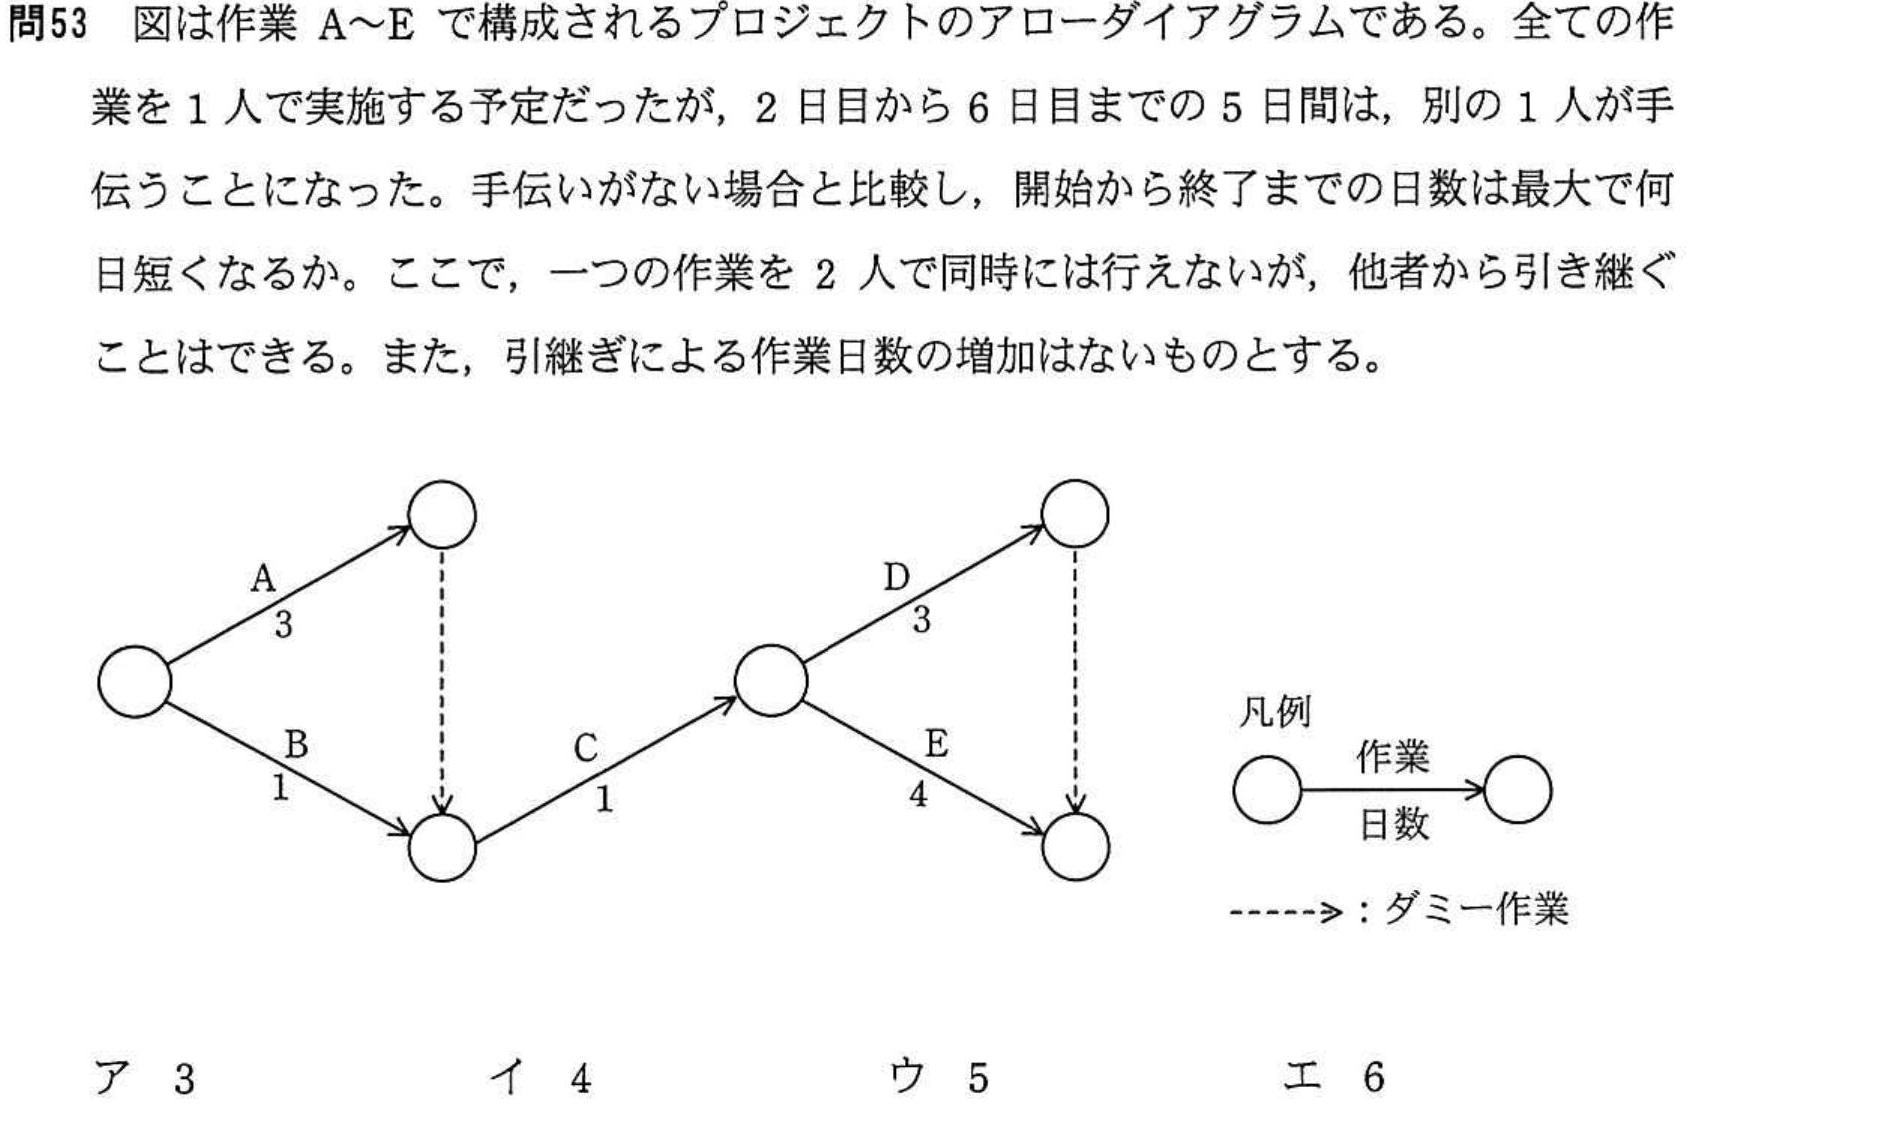 問53 図は作業 A～E で構成されるプロジェクトのアローダイアグラムである。全ての作
業を 1 人で実施する予定だったが，2 日目から 6 日目までの 5 日間は，別の 1 人が手
伝うことになった。手伝いがない場合と比較し，開始から終了までの日数は最大で何
日短くなるか。ここで，一つの作業を 2 人で同時には行えないが，他者から引き継ぐ
ことはできる。また，引継ぎによる作業日数の増加はないものとする。
A
3
B
1
C
1
D
3
E
4
凡例
作業
日数
：ダミー作業
ア 3 イ 4 ウ 5 エ 6